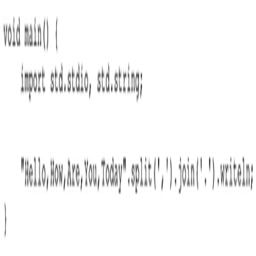 void main() {
import std.stdio, std.string;
"Hello,How,Are,You,Today".split(',').join('.').writeln;
}